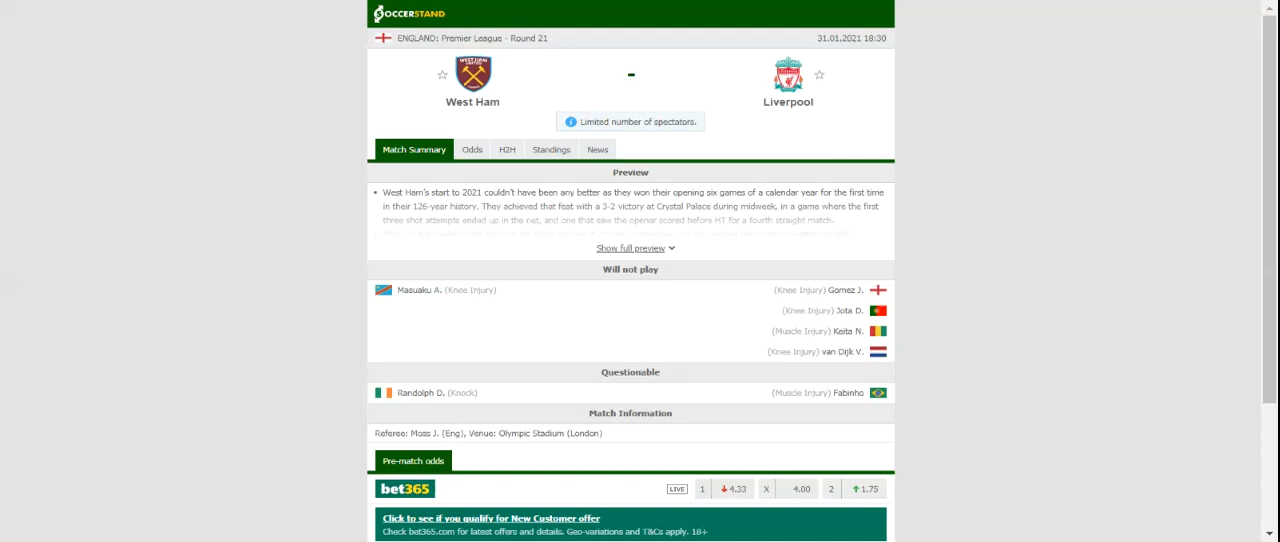 SOCCERSTAND
ENGLAND: Premier League - Round 21 31.01.2021 18:30
-
West Ham Liverpool
Limited number of spectators.
Match Summary Odds H2H Standings News
Preview
• West Ham's start to 2021 couldn't have been any better as they won their opening six games of a calendar year for the first time
in their 126-year history. They achieved that feat with a 3-2 victory at Crystal Palace during midweek, in a game where the first
three shot attempts ended up in the net, and one that saw the opener scored before HT for a fourth straight match.
Show full preview
Will not play
Masuaku A. (Knee Injury) (Knee Injury) Gomez J.
(Knee Injury) Jota D.
(Muscle Injury) Keita N.
(Knee Injury) van Dijk V.
Questionable
Randolph D. (Knock) (Muscle Injury) Fabinho
Match Information
Referee: Moss J. (Eng), Venue: Olympic Stadium (London)
Pre-match odds
bet365 LIVE 1 4.33 X 4.00 2 1.75
Click to see if you qualify for New Customer offer
Check bet365.com for latest offers and details. Geo-variations and T&Cs apply. 18+